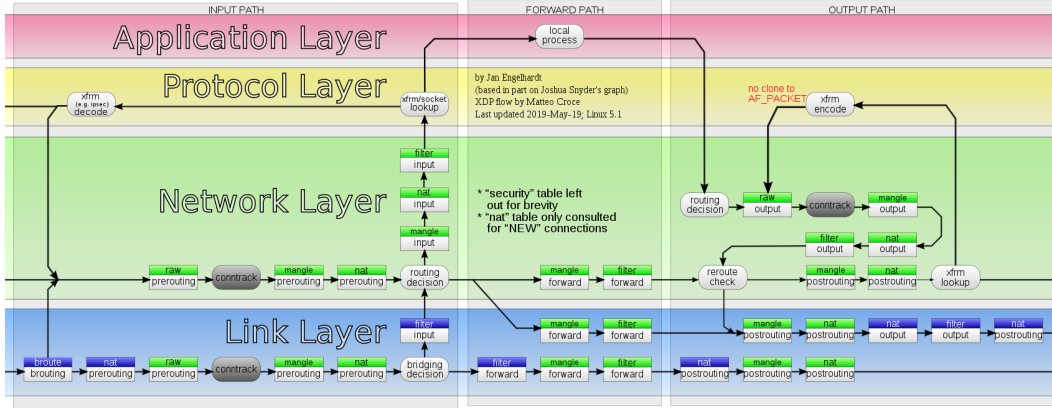 INPUT PATH
FORWARD PATH
OUTPUT PATH
Application Layer
local
process
Protocol Layer
xfrm
(e.g. ipsec)
decode
xfrm/socket
lookup
by Jan Engelhardt
(based in part on Joshua Snyder's graph)
XDP flow by Matteo Croce
Last updated 2019-May-19; Linux 5.1
no clone to
AF_PACKET
xfrm
encode
Network Layer
filter
input
nat
input
mangle
input
* "security" table left
out for brevity
* "nat" table only consulted
for "NEW" connections
routing
decision
raw
output
conntrack
mangle
output
filter
output
nat
output
raw
prerouting
conntrack
mangle
prerouting
nat
prerouting
routing
decision
mangle
forward
filter
forward
reroute
check
mangle
postrouting
nat
postrouting
xfrm
lookup
Link Layer
filter
input
mangle
forward
filter
forward
mangle
postrouting
nat
postrouting
nat
output
filter
output
nat
postrouting
broute
brouting
nat
prerouting
raw
prerouting
conntrack
mangle
prerouting
nat
prerouting
bridging
decision
filter
forward
mangle
forward
filter
forward
nat
postrouting
mangle
postrouting
nat
postrouting